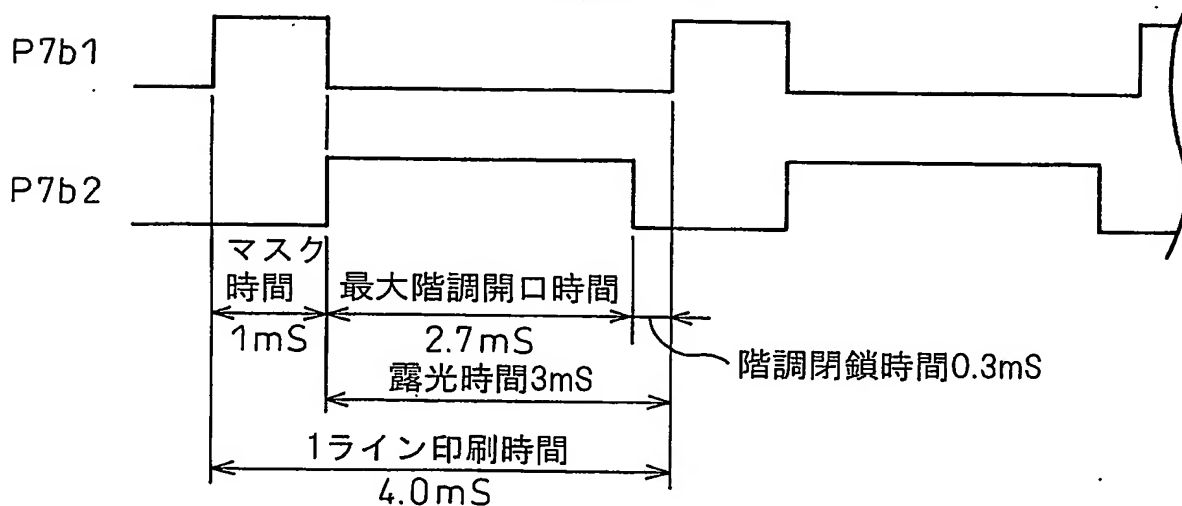 P7b1
P7b2
マスク
時間
1mS
最大階調開口時間
2.7mS
階調閉鎖時間0.3mS
露光時間3mS
1ライン印刷時間
4.0mS